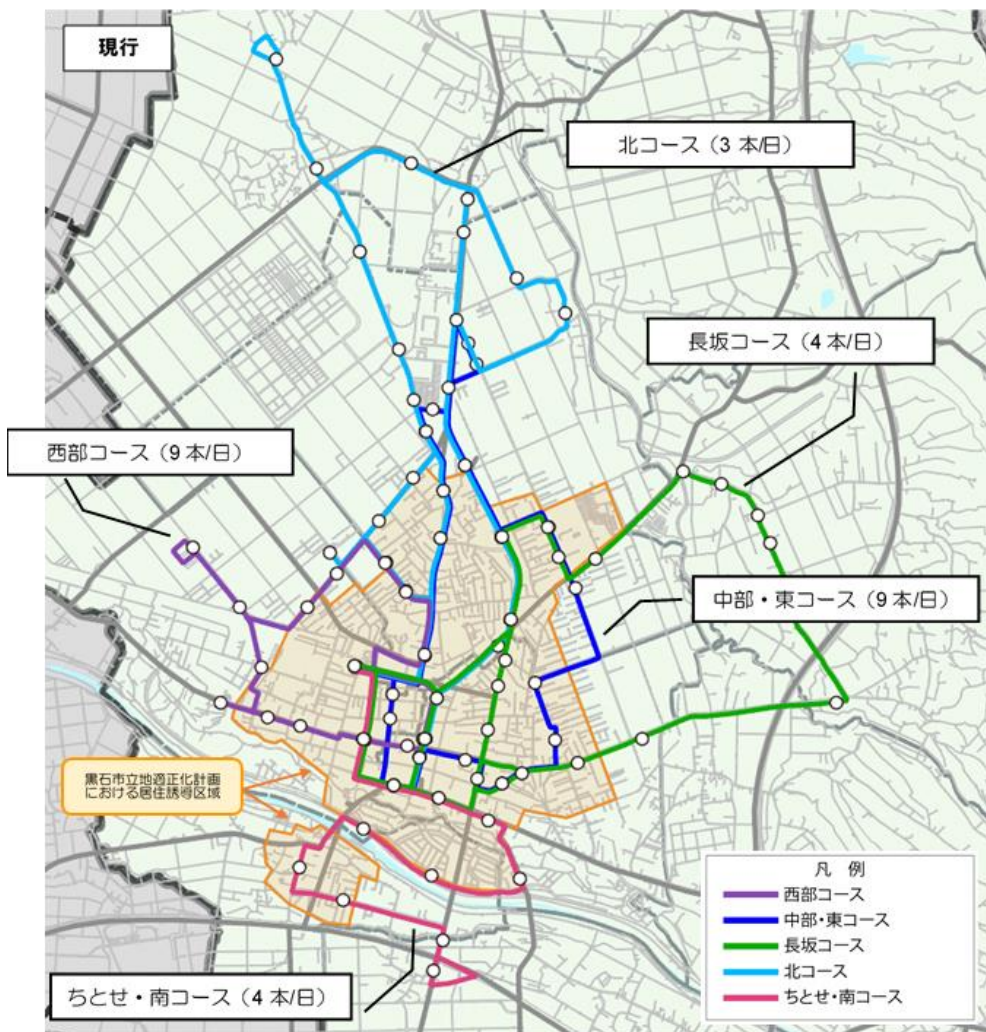 現行
北コース（3 本/日）
長坂コース（4本/日）
西部コース（9 本/日）
中部・東コース（9 本/日）
黒石市立地適正化計画
における居住誘導区域
ちとせ・南コース（4 本/日）
凡 例
西部コース
中部・東コース
長坂コース
北コース
ちとせ・南コース